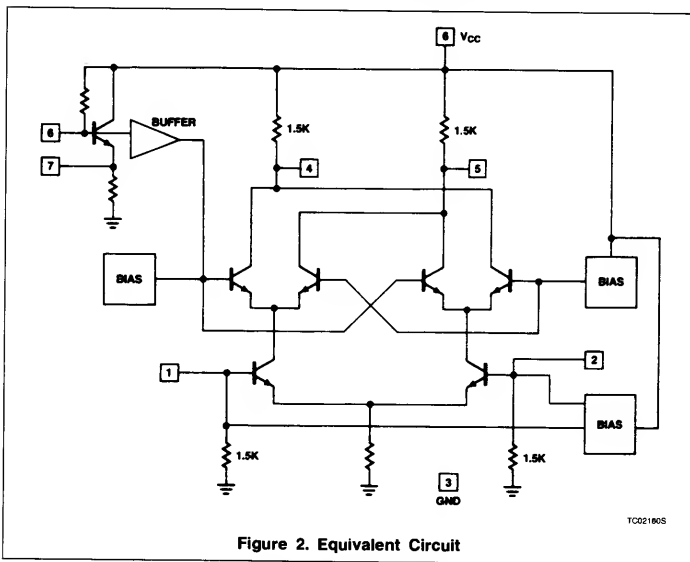 8 VCC
BUFFER
6
1.5K
1.5K
7
4
5
BIAS
BIAS
1
2
BIAS
1.5K
1.5K
3
GND
TC02160S
Figure 2. Equivalent Circuit